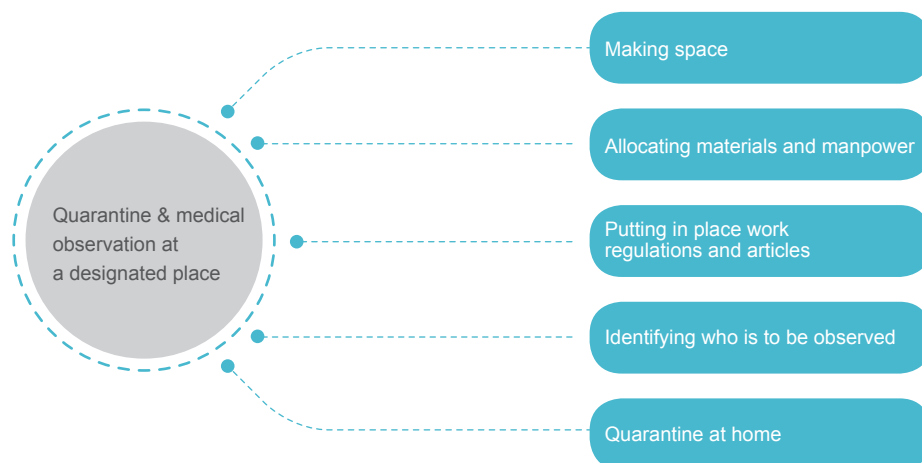 Quarantine & medical
observation at
a designated place
Making space
Allocating materials and manpower
Putting in place work
regulations and articles
Identifying who is to be observed
Quarantine at home